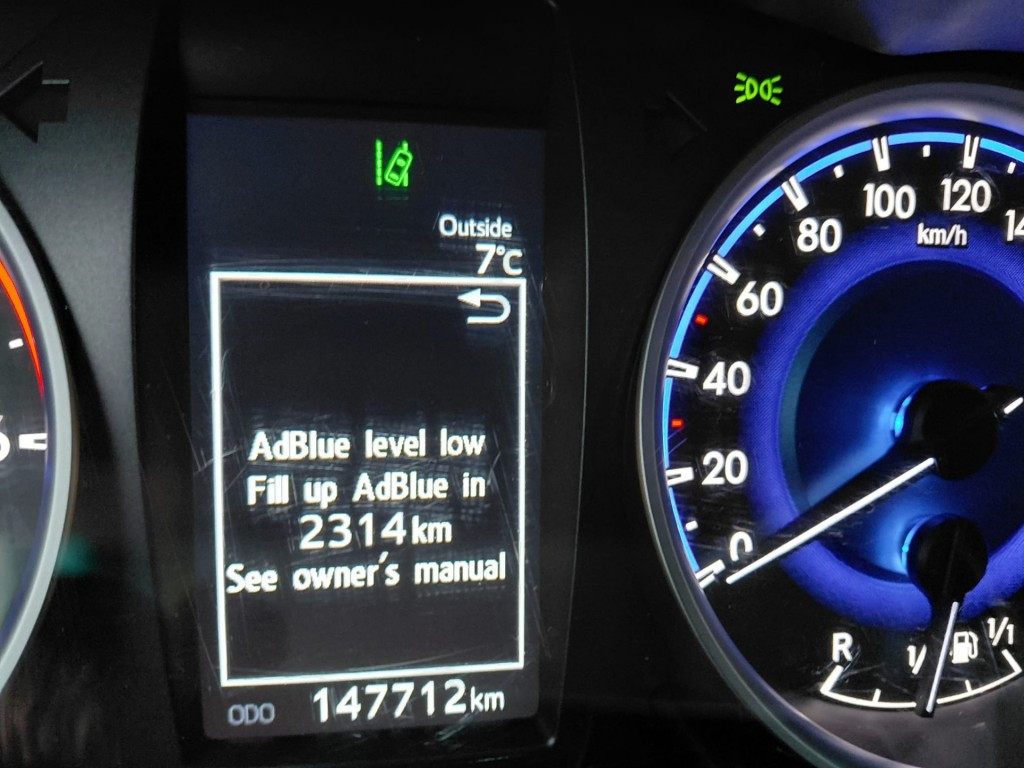 Outside
7°C
AdBlue level low
Fill up AdBlue in
2314km
See owner's manual
ODO 147712km
0
20
40
60
80
100
120
km/h
R
1/1